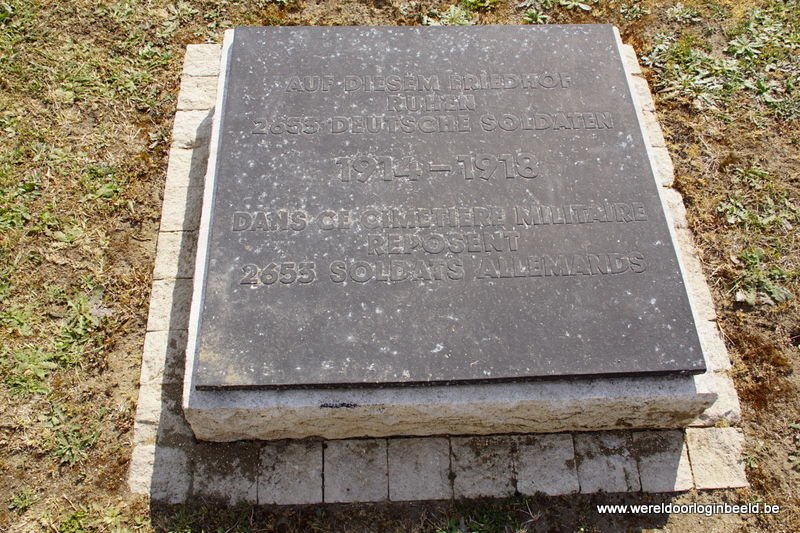 AUF DIESEM FRIEDHOF
RUHEN
2655 DEUTSCHE SOLDATEN
1914 – 1918
DANS CE CIMETIÈRE MILITAIRE
REPOSENT
2655 SOLDATS ALLEMANDS
www.wereldoorloginbeeld.be